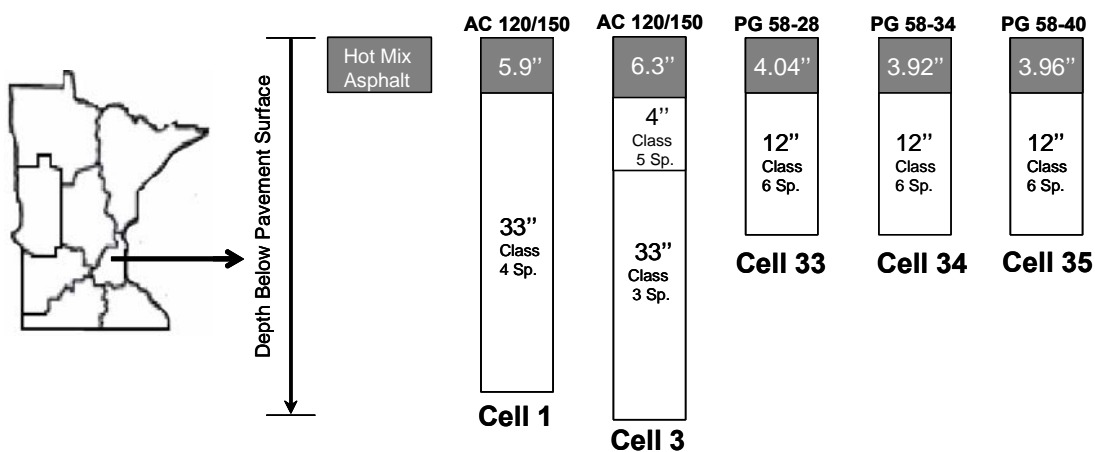 AC 120/150
AC 120/150
PG 58-28
PG 58-34
PG 58-40
Hot Mix
Asphalt
5.9’’
6.3’’
4.04’’
3.92’’
3.96’’
Depth Below Pavement Surface
33’’
Class
4 Sp.
4’’
Class
5 Sp.
33’’
Class
3 Sp.
12’’
Class
6 Sp.
12’’
Class
6 Sp.
12’’
Class
6 Sp.
Cell 1
Cell 3
Cell 33
Cell 34
Cell 35